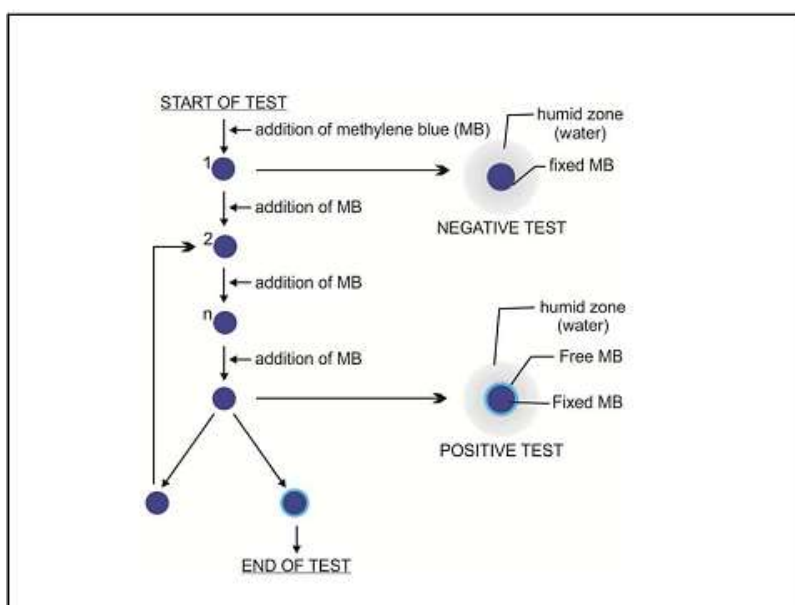 START OF TEST
addition of methylene blue (MB)
1
addition of MB
2
addition of MB
n
addition of MB
END OF TEST
humid zone
(water)
fixed MB
NEGATIVE TEST
humid zone
(water)
Free MB
Fixed MB
POSITIVE TEST